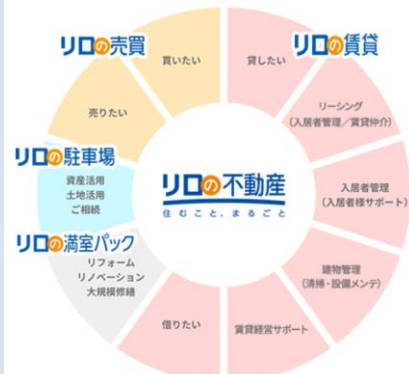 リロの売買
リロの賃貸
買いたい
貸したい
売りたい
リーシング
(入居者管理／賃貸仲介)
リロの駐車場
資産活用
土地活用
ご相続
リロの不動産
住むこと、まるごと
入居者管理
(入居者様サポート)
リロの満室パック
リフォーム
リノベーション
大規模修繕
建物管理
(清掃・設備メンテ)
借りたい
賃貸経営サポート